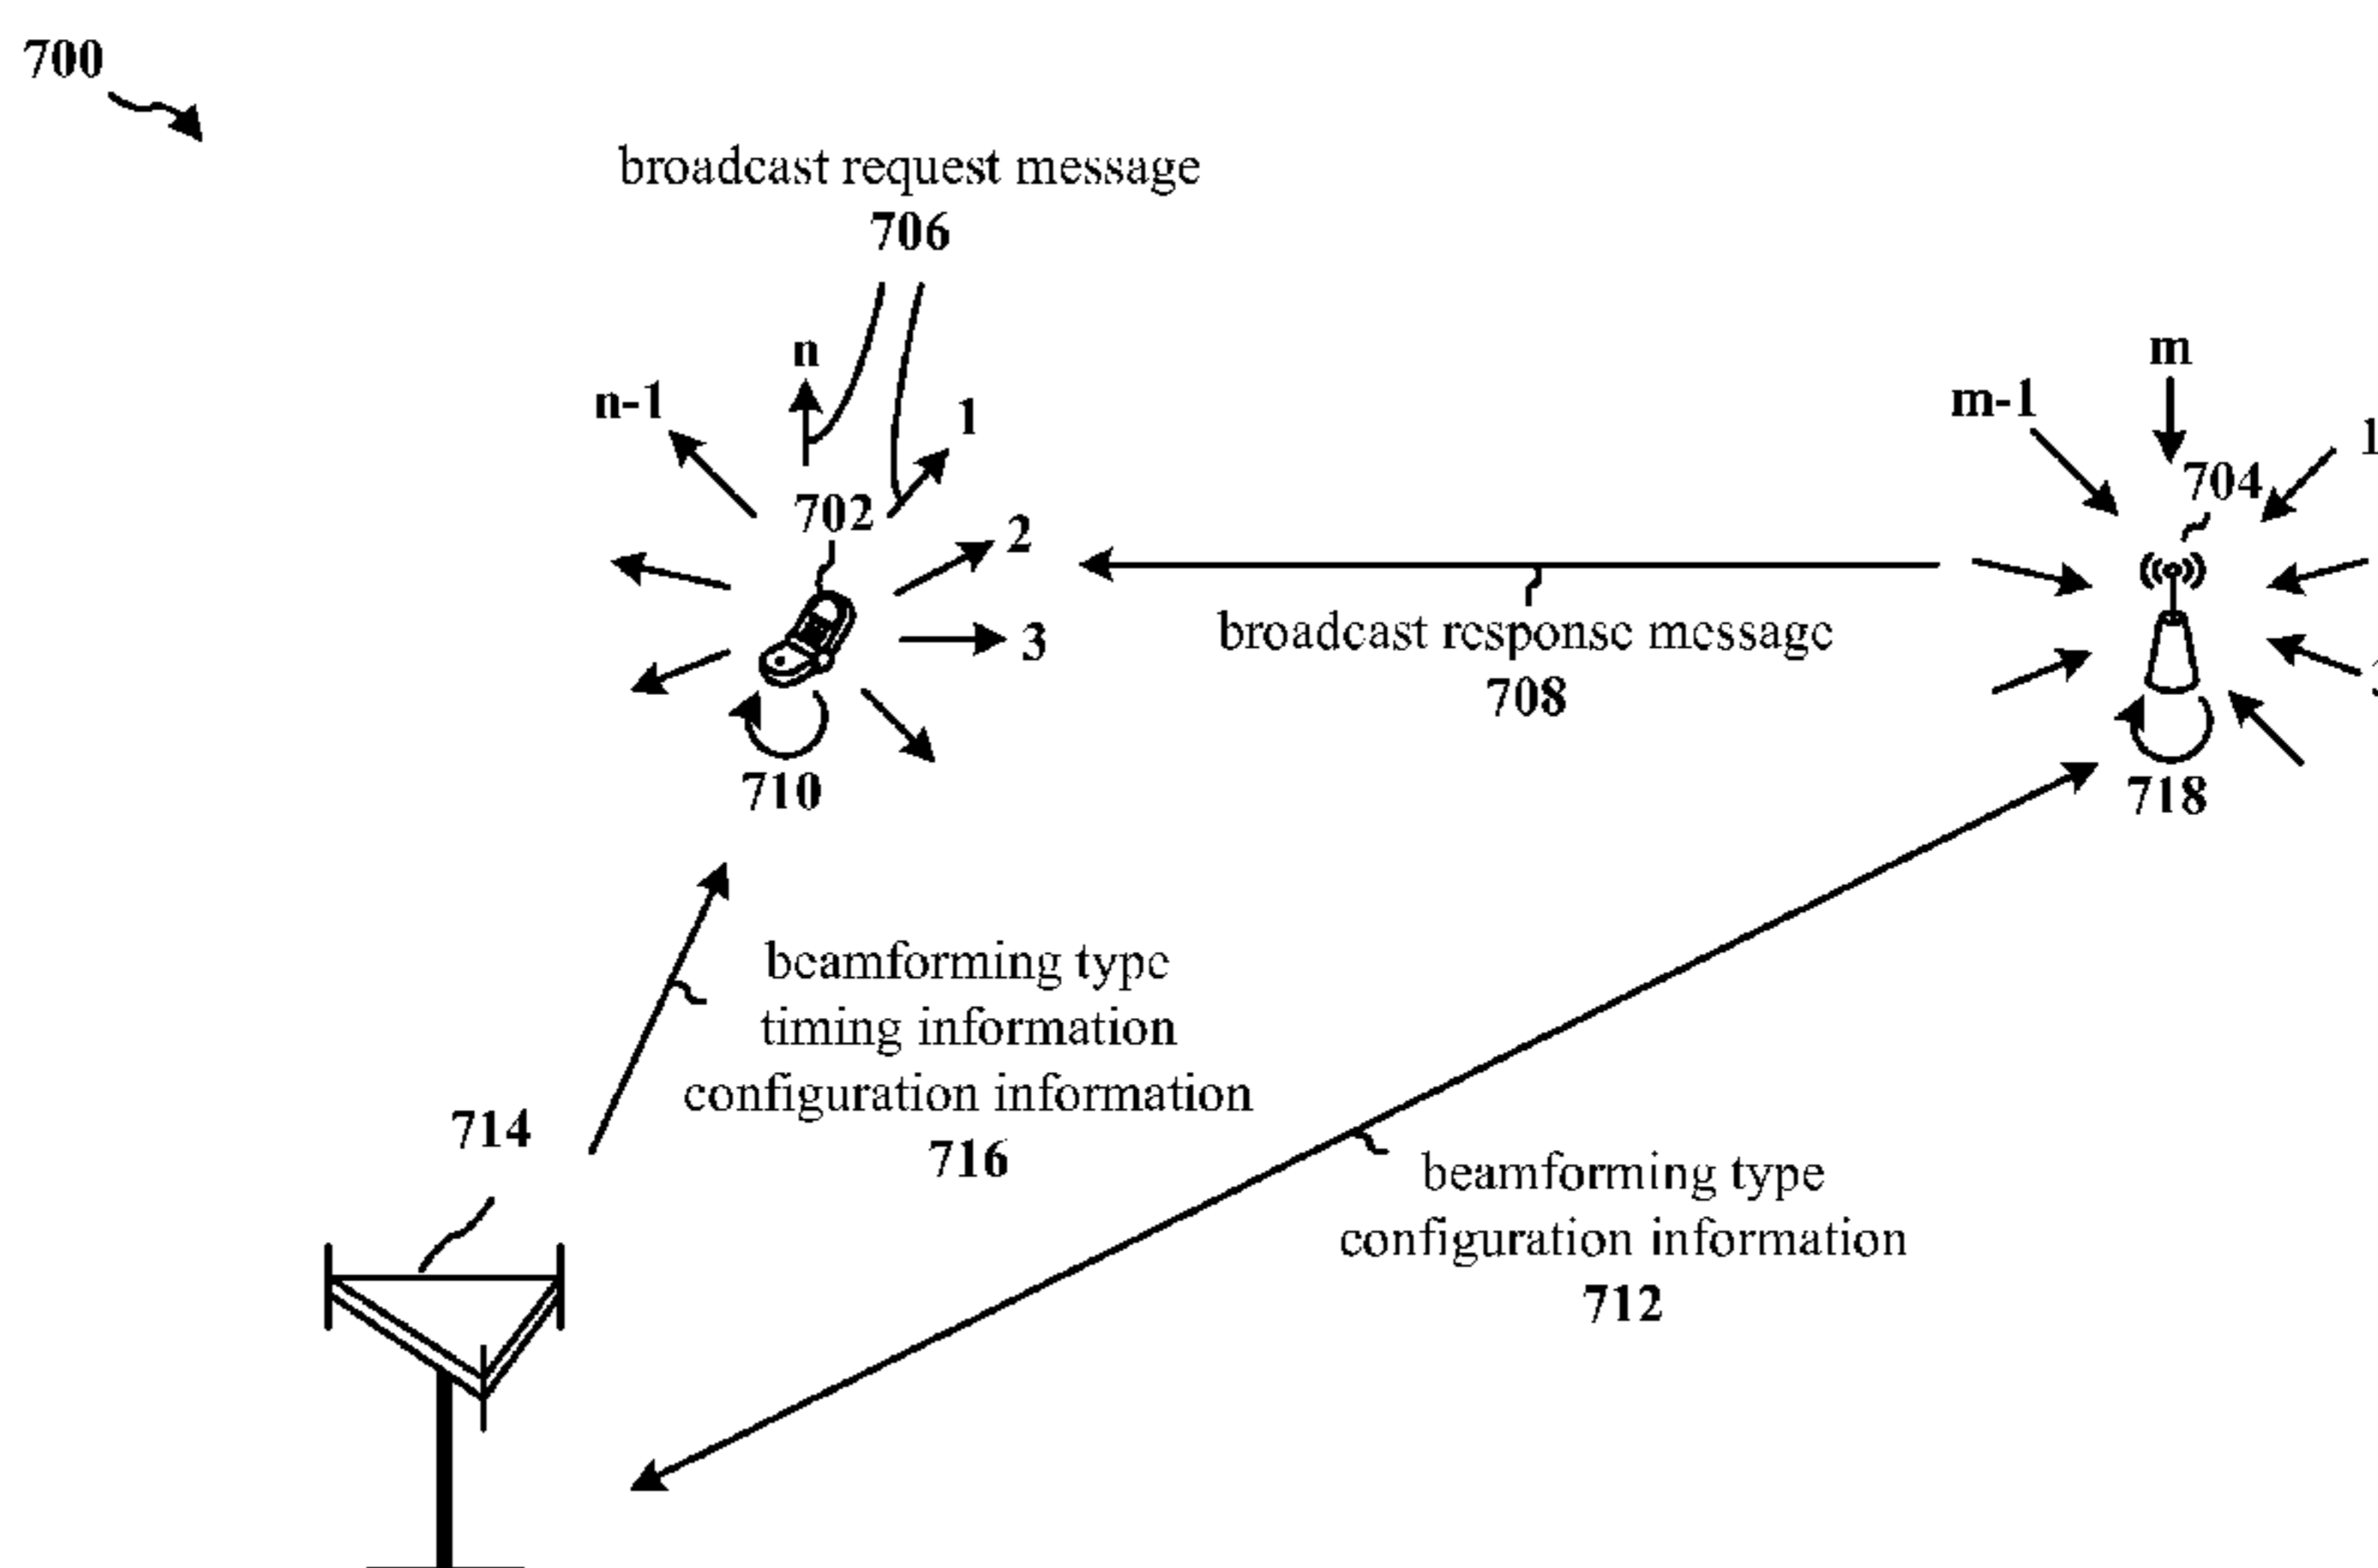 700
broadcast request message
706
n
n-1
1
702
2
3
710
m
m-1
1
704
broadcast response message
708
718
beamforming type
timing information
configuration information
716
714
beamforming type
configuration information
712